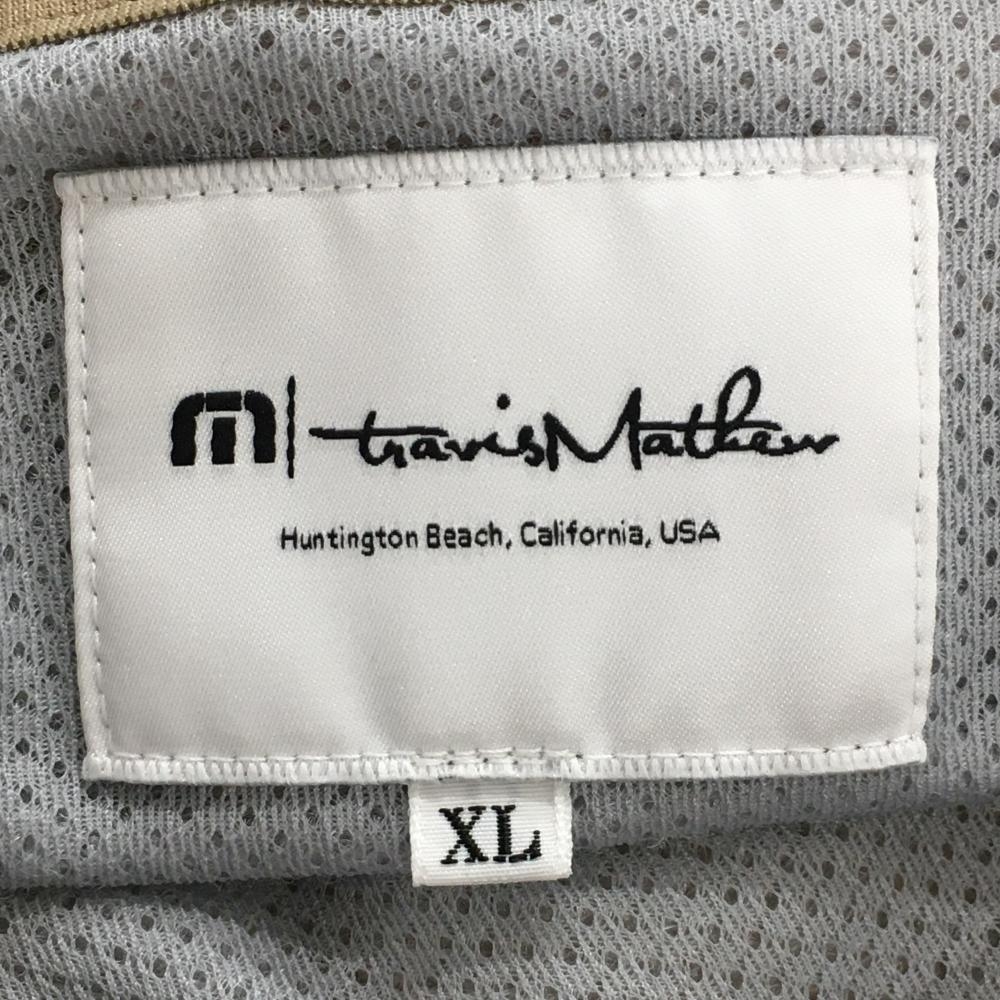 travisMathew
Huntington Beach, California, USA
XL